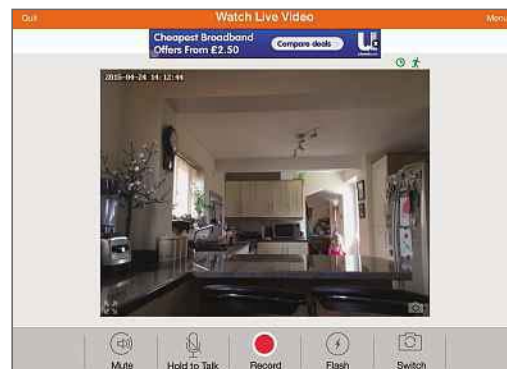 Quit
Watch Live Video
Menu
Cheapest Broadband
Offers From £2.50
Compare deals
2015-04-24 14:12:44
Mute
Hold to Talk
Record
Flash
Switch